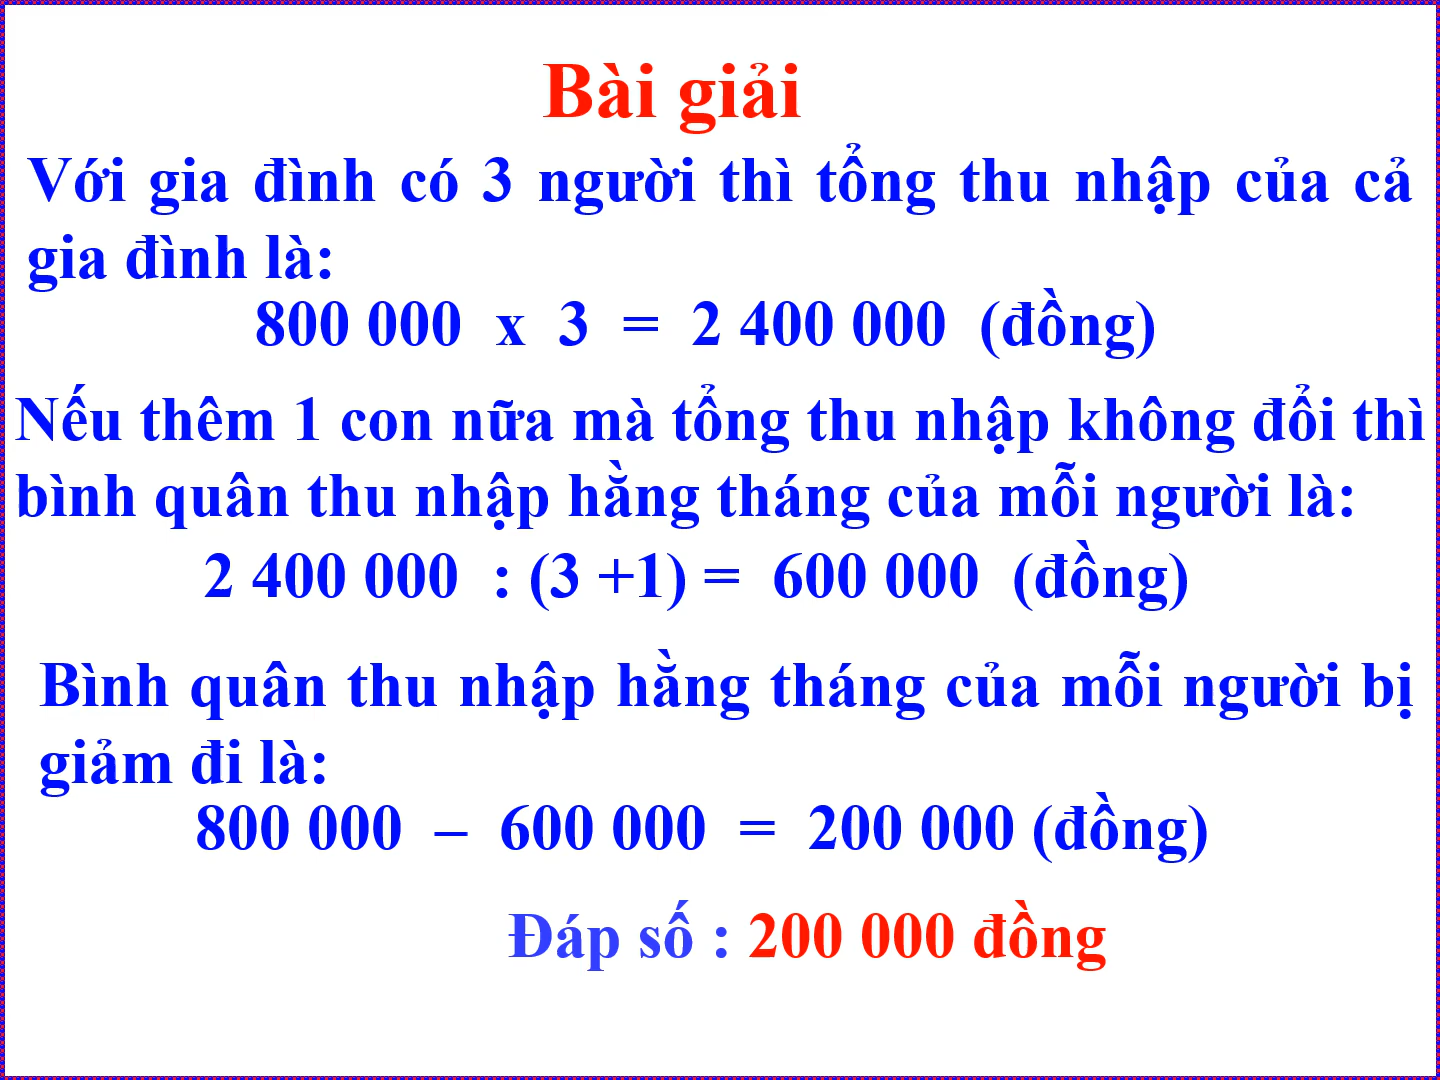 Bài giải
Với gia đình có 3 người thì tổng thu nhập của cả
gia đình là:
800 000 x 3 = 2 400 000 (đồng)
Nếu thêm 1 con nữa mà tổng thu nhập không đổi thì
bình quân thu nhập hằng tháng của mỗi người là:
2 400 000 : (3 +1) = 600 000 (đồng)
Bình quân thu nhập hằng tháng của mỗi người bị
giảm đi là:
800 000 – 600 000 = 200 000 (đồng)
Đáp số : 200 000 đồng